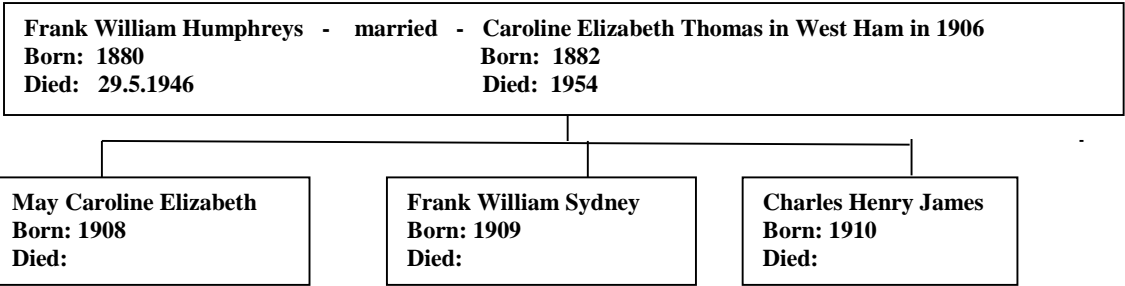 Frank William Humphreys - married - Caroline Elizabeth Thomas in West Ham in 1906
Born: 1880 Born: 1882
Died: 29.5.1946 Died: 1954
-
May Caroline Elizabeth
Born: 1908
Died:
Frank William Sydney
Born: 1909
Died:
Charles Henry James
Born: 1910
Died: